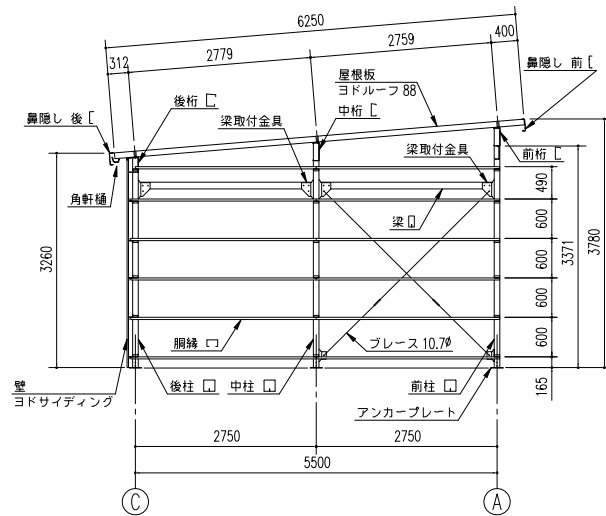 6250
312
2779
2759
400
鼻隠し 前 [
屋根板
ヨドルーフ 88
後桁 [
中桁 [
鼻隠し 後 [
梁取付金具
梁取付金具
前桁 [
角軒樋
490
梁
600
3260
600
3371
3780
600
胴縁
ブレース 10.7φ
600
壁
ヨドサイディング
後柱
中柱
前柱
アンカープレート
165
2750
2750
5500
C
A